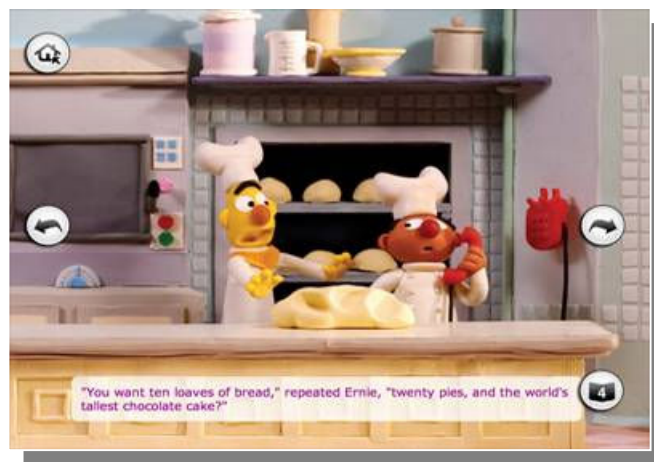 "You want ten loaves of bread," repeated Ernie, "twenty pies, and the world's
tallest chocolate cake?"
4